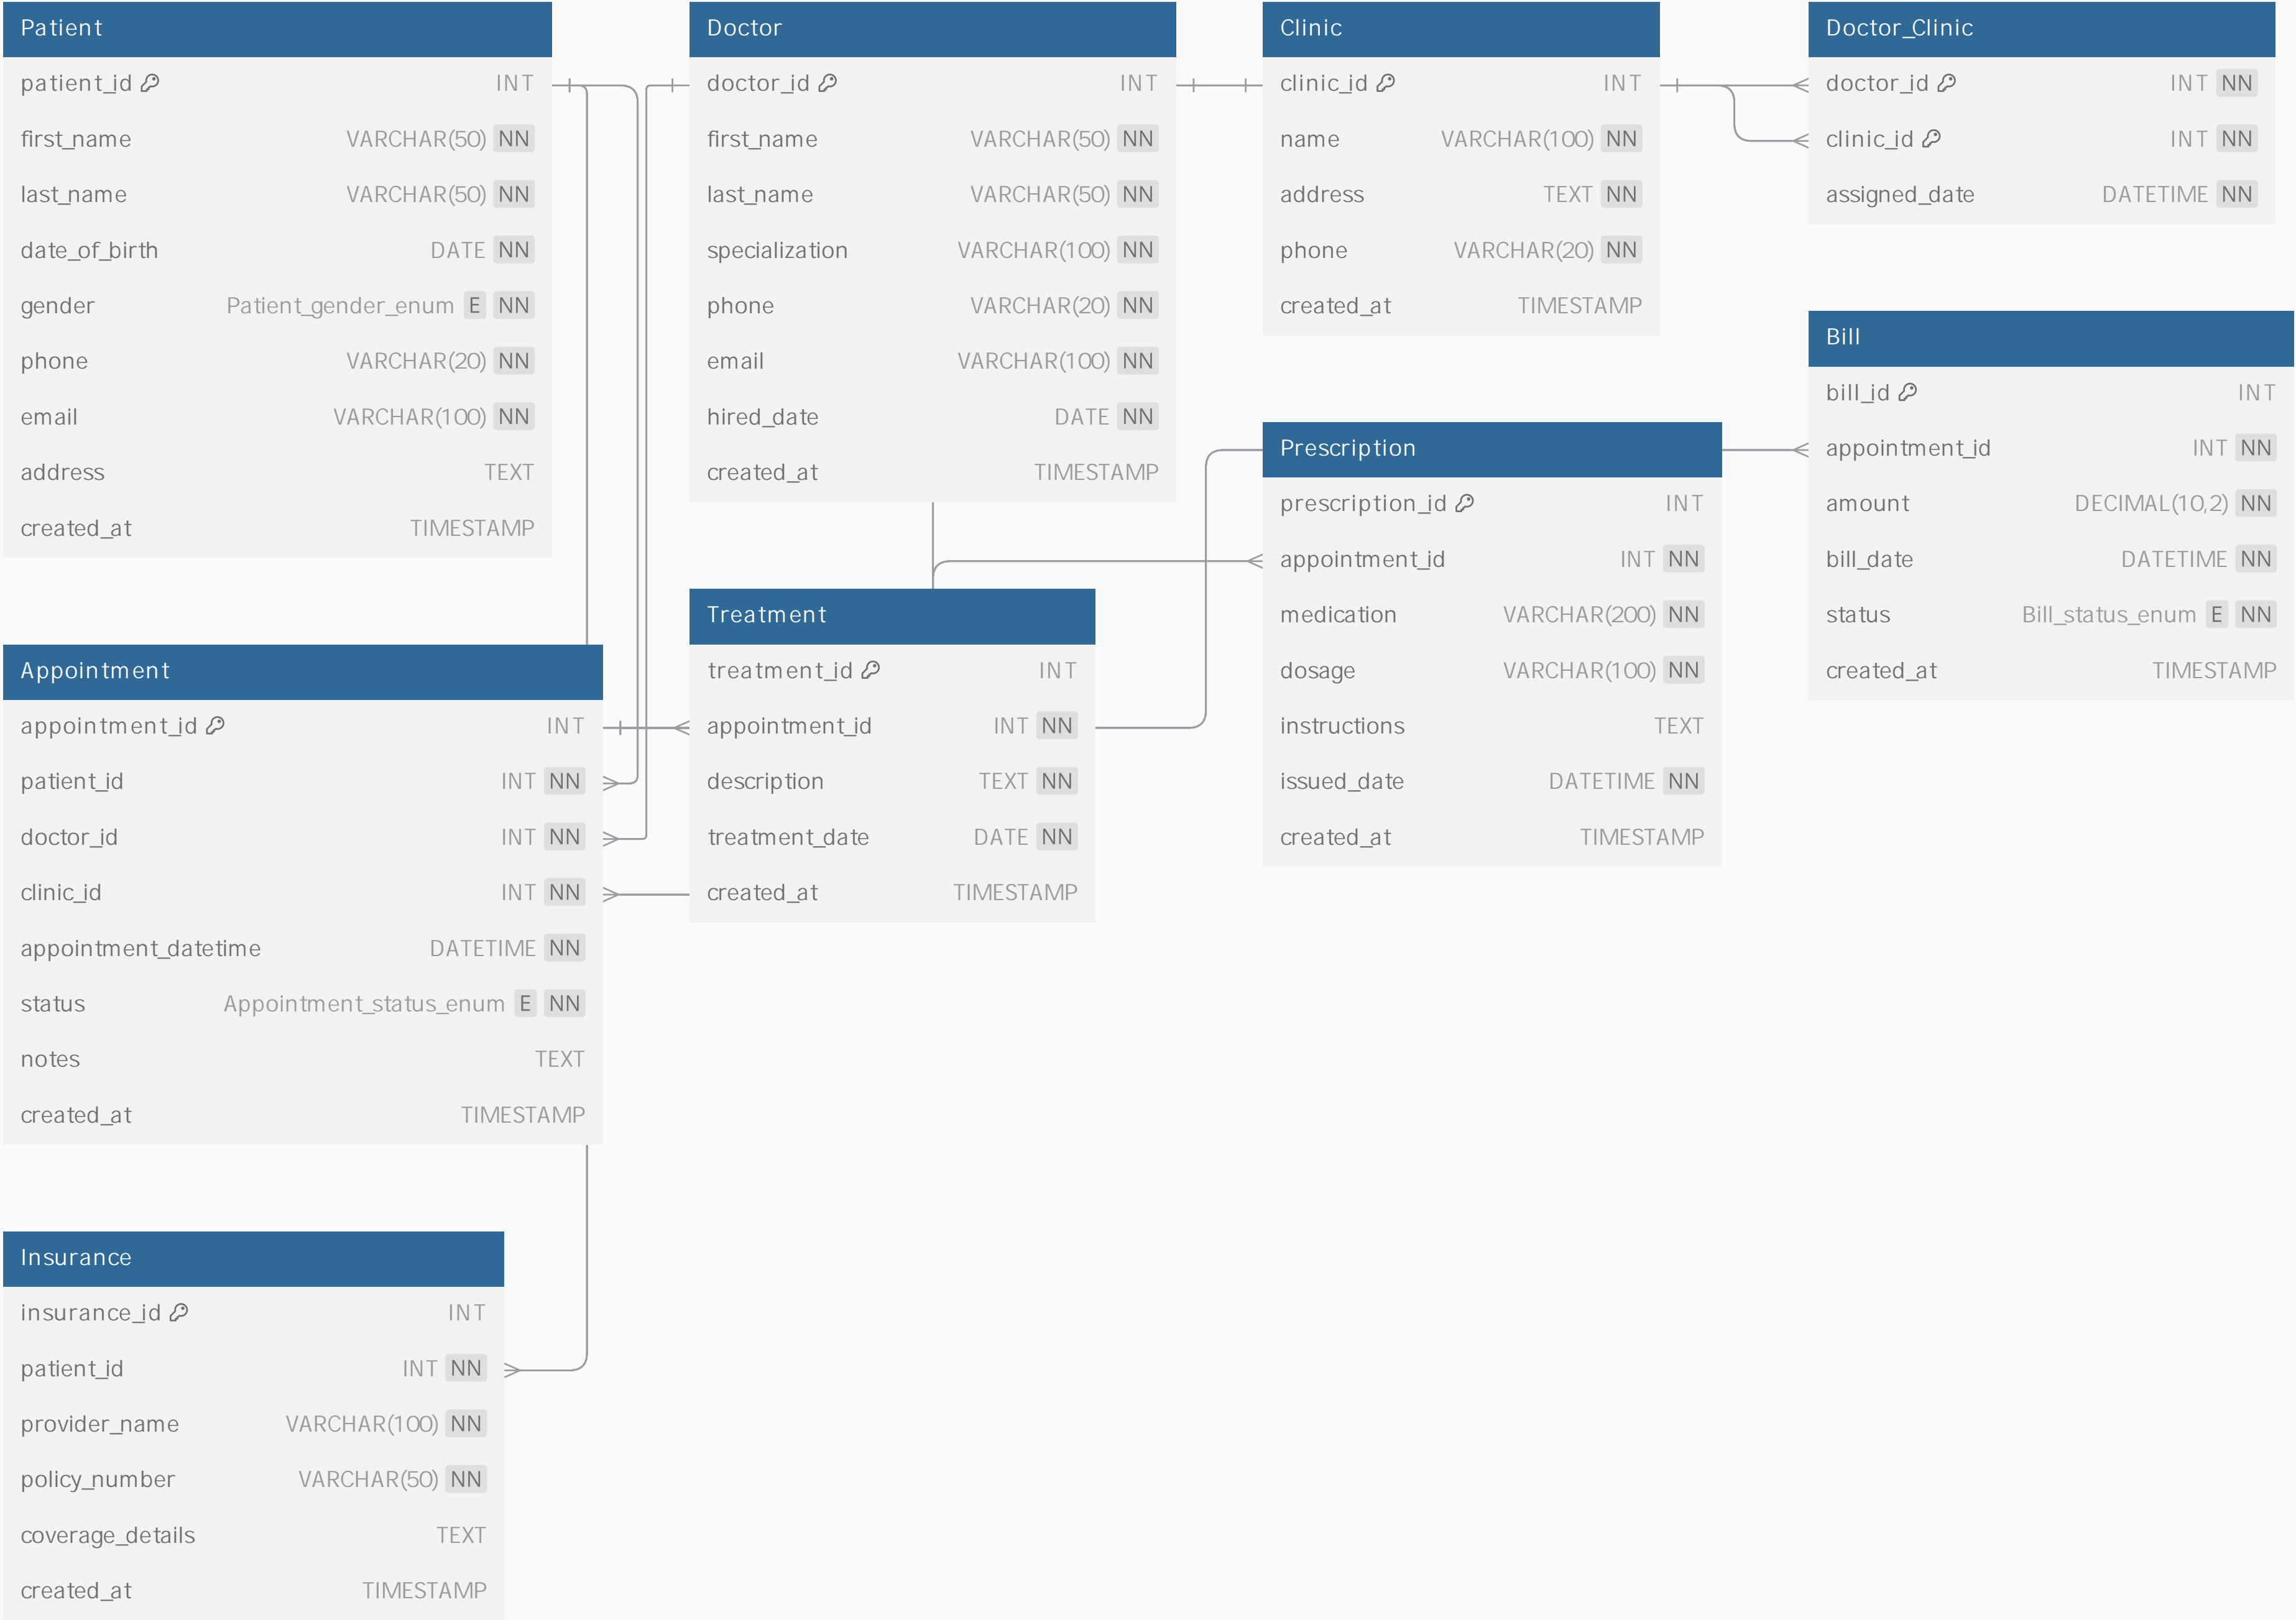 Patient
patient_id INT
first_name VARCHAR(50) NN
last_name VARCHAR(50) NN
date_of_birth DATE NN
gender Patient_gender_enum E NN
phone VARCHAR(20) NN
email VARCHAR(100) NN
address TEXT
created_at TIMESTAMP
Doctor
doctor_id INT
first_name VARCHAR(50) NN
last_name VARCHAR(50) NN
specialization VARCHAR(100) NN
phone VARCHAR(20) NN
email VARCHAR(100) NN
hired_date DATE NN
created_at TIMESTAMP
Clinic
clinic_id INT
name VARCHAR(100) NN
address TEXT NN
phone VARCHAR(20) NN
created_at TIMESTAMP
Doctor_Clinic
doctor_id INT NN
clinic_id INT NN
assigned_date DATETIME NN
Bill
bill_id INT
appointment_id INT NN
amount DECIMAL(10,2) NN
bill_date DATETIME NN
status Bill_status_enum E NN
created_at TIMESTAMP
Prescription
prescription_id INT
appointment_id INT NN
medication VARCHAR(200) NN
dosage VARCHAR(100) NN
instructions TEXT
issued_date DATETIME NN
created_at TIMESTAMP
Treatment
treatment_id INT
appointment_id INT NN
description TEXT NN
treatment_date DATE NN
created_at TIMESTAMP
Appointment
appointment_id INT
patient_id INT NN
doctor_id INT NN
clinic_id INT NN
appointment_datetime DATETIME NN
status Appointment_status_enum E NN
notes TEXT
created_at TIMESTAMP
Insurance
insurance_id INT
patient_id INT NN
provider_name VARCHAR(100) NN
policy_number VARCHAR(50) NN
coverage_details TEXT
created_at TIMESTAMP